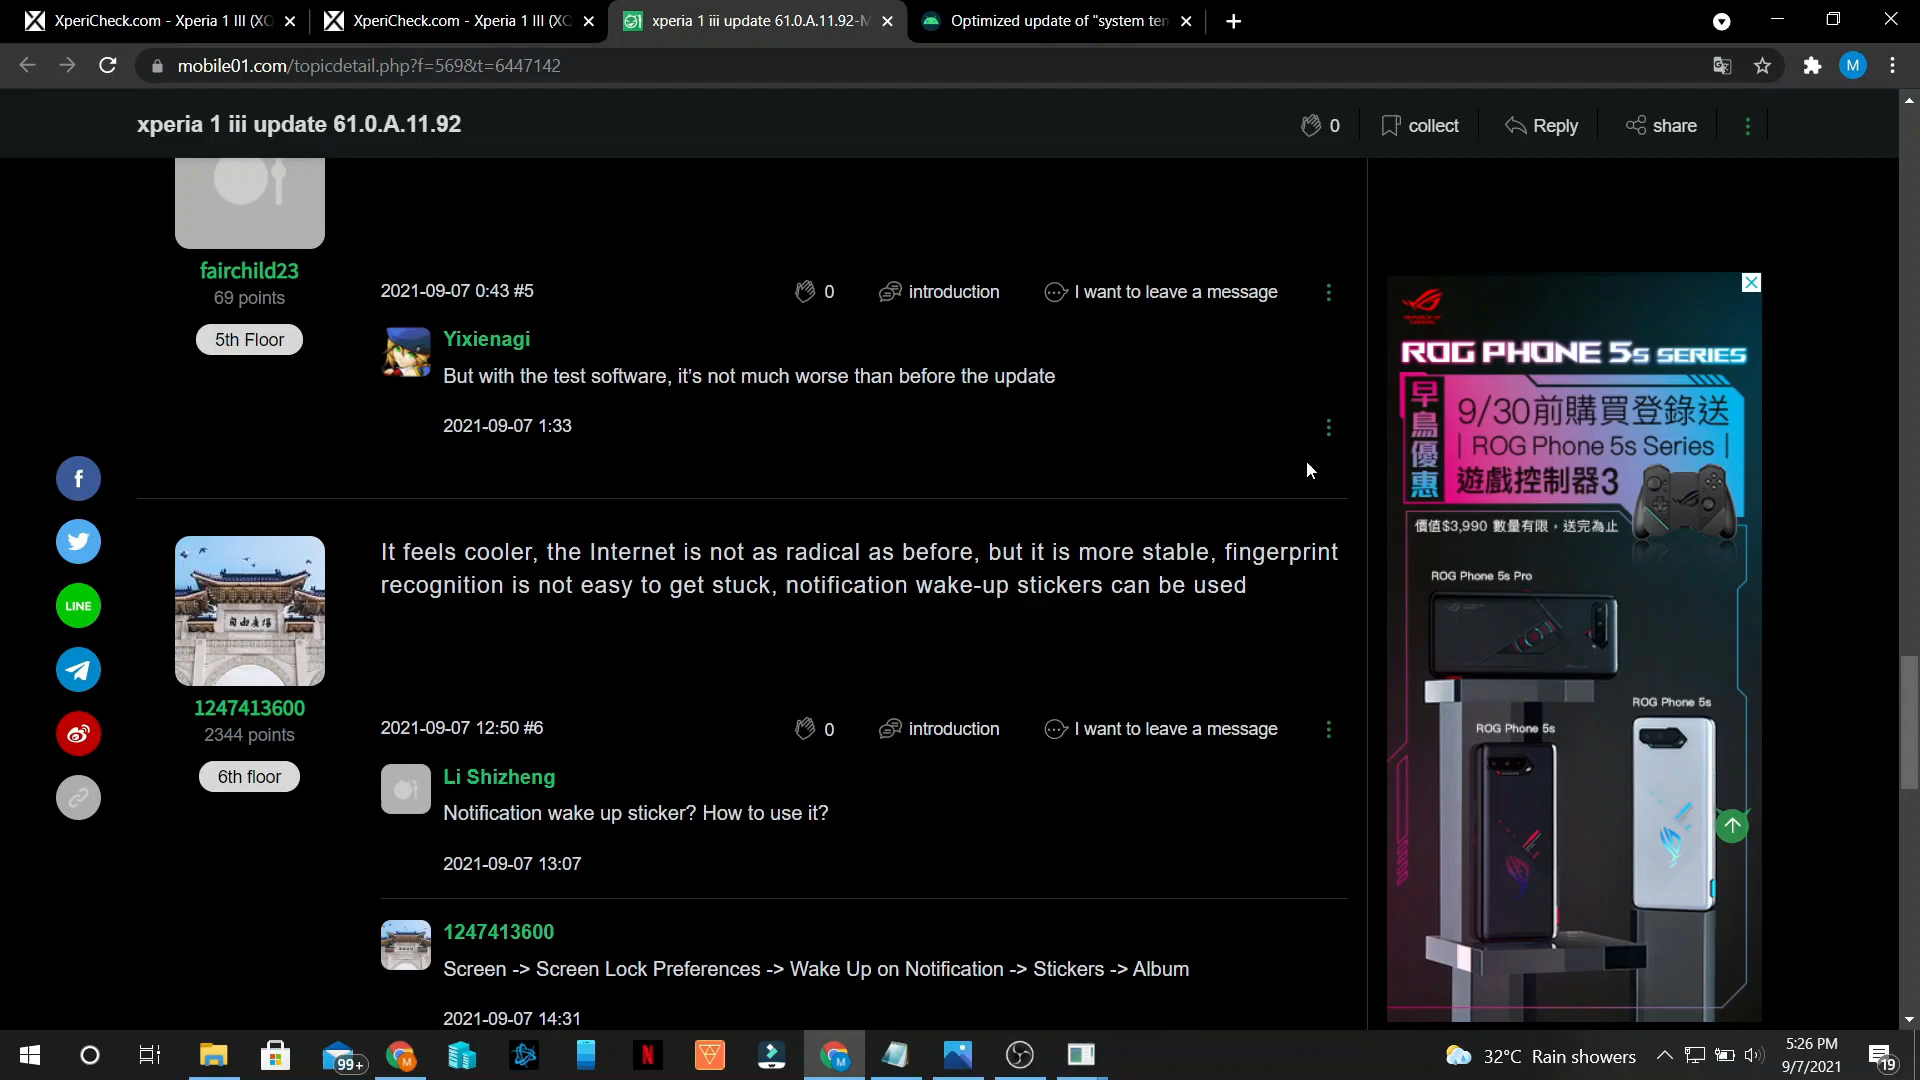 XperiCheck.com - Xperia 1 III (XQ
XperiCheck.com - Xperia 1 III (XQ
xperia 1 iii update 61.0.A.11.92-M
Optimized update of "system ten
mobile01.com/topicdetail.php?f=569&t=6447142
M
xperia 1 iii update 61.0.A.11.92
0
collect
Reply
share
fairchild23
69 points
5th Floor
2021-09-07 0:43 #5
0
introduction
I want to leave a message
Yixienagi
But with the test software, it's not much worse than before the update
2021-09-07 1:33
LINE
自由廣場
1247413600
2344 points
6th floor
It feels cooler, the Internet is not as radical as before, but it is more stable, fingerprint
recognition is not easy to get stuck, notification wake-up stickers can be used
2021-09-07 12:50 #6
0
introduction
I want to leave a message
Li Shizheng
Notification wake up sticker? How to use it?
2021-09-07 13:07
1247413600
Screen -> Screen Lock Preferences -> Wake Up on Notification -> Stickers -> Album
2021-09-07 14:31
ROG PHONE 5s SERIES
早鳥優惠
9/30前購買登錄送
| ROG Phone 5s Series |
遊戲控制器3
價值$3,990 數量有限，送完為止
ROG Phone 5s Pro
ROG Phone 5s
ROG Phone 5s
99+
N
M
M
32°C Rain showers
5:26 PM
9/7/2021
19